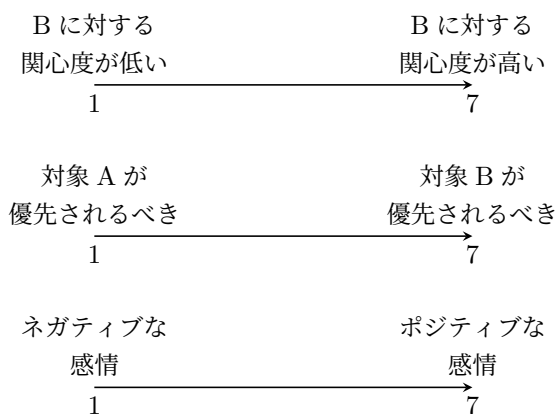 B に対する B に対する
関心度が低い 関心度が高い
1 7
対象 A が 対象 B が
優先されるべき 優先されるべき
1 7
ネガティブな ポジティブな
感情 感情
1 7